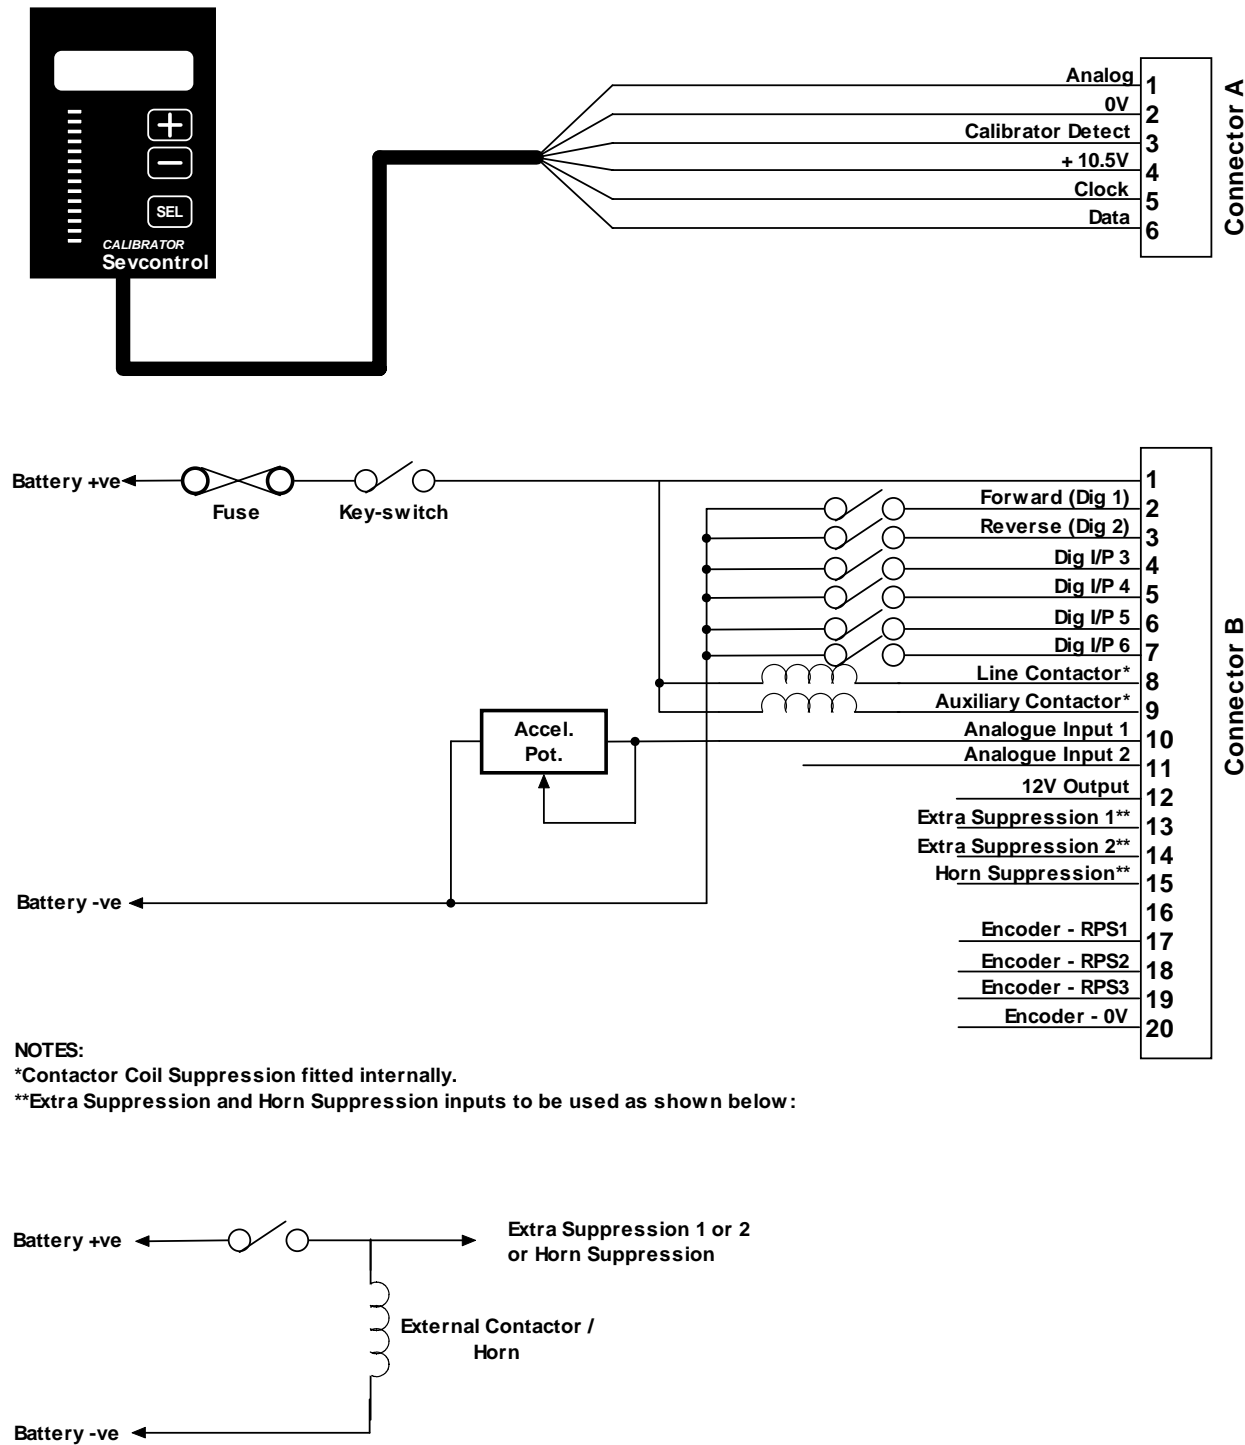 SEL
CALIBRATOR
Sevcontrol
Analog 1
0V 2
Calibrator Detect 3
+ 10.5V 4
Clock 5
Data 6
Connector A
Battery +ve
Fuse
Key-switch
1
Forward (Dig 1) 2
Reverse (Dig 2) 3
Dig I/P 3 4
Dig I/P 4 5
Dig I/P 5 6
Dig I/P 6 7
Line Contactor* 8
Auxiliary Contactor* 9
Analogue Input 1 10
Analogue Input 2 11
12V Output 12
Extra Suppression 1** 13
Extra Suppression 2** 14
Horn Suppression** 15
16
Encoder - RPS1 17
Encoder - RPS2 18
Encoder - RPS3 19
Encoder - 0V 20
Connector B
Accel.
Pot.
Battery -ve
NOTES:
*Contactor Coil Suppression fitted internally.
**Extra Suppression and Horn Suppression inputs to be used as shown below:
Battery +ve
Extra Suppression 1 or 2
or Horn Suppression
External Contactor /
Horn
Battery -ve